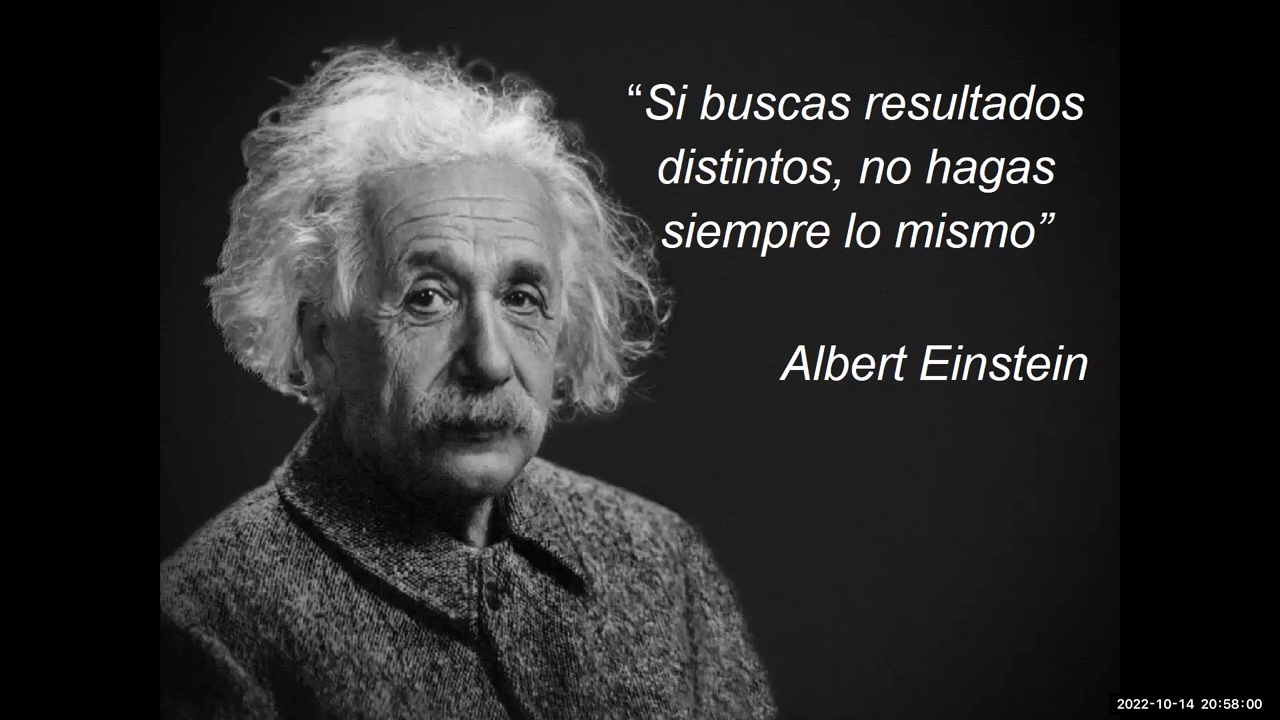 “Si buscas resultados
distintos, no hagas
siempre lo mismo”
Albert Einstein
2022-10-14 20:58:00